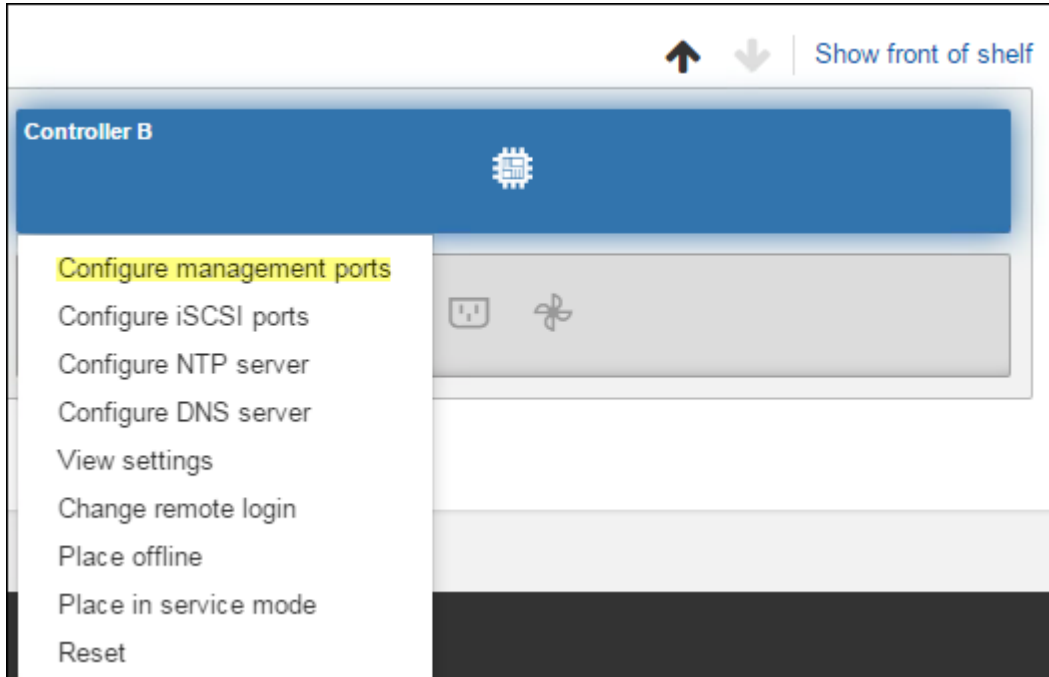 Show front of shelf
Controller B
Configure management ports
Configure iSCSI ports
Configure NTP server
Configure DNS server
View settings
Change remote login
Place offline
Place in service mode
Reset